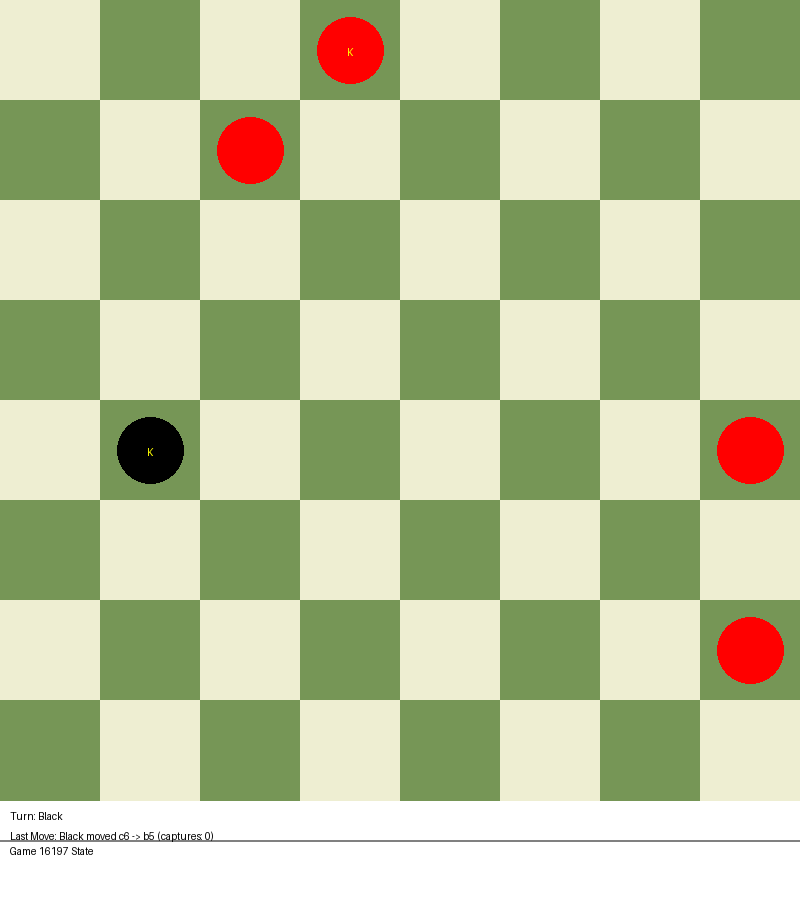 K
K
Turn: Black
Last Move: Black moved c6 -> b5 (captures: 0)
Game 16197 State